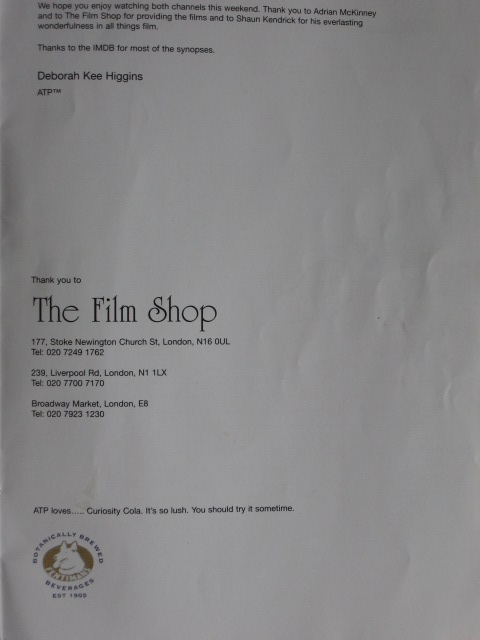 We hope you enjoy watching both channels this weekend. Thank you to Adrian McKinney
and to The Film Shop for providing the films and to Shaun Kendrick for his everlasting
wonderfulness in all things film.
Thanks to the IMDB for most of the synopses.
Deborah Kee Higgins
ATP™
Thank you to
The Film Shop
177, Stoke Newington Church St, London, N16 0UL
Tel: 020 7249 1762
239, Liverpool Rd, London, N1 1LX
Tel: 020 7700 7170
Broadway Market, London, E8
Tel: 020 7923 1230
ATP loves..... Curiosity Cola. It's so lush. You should try it sometime.
BOTANICALLY BREWED
FENTIMANS
BEVERAGES
EST 1905